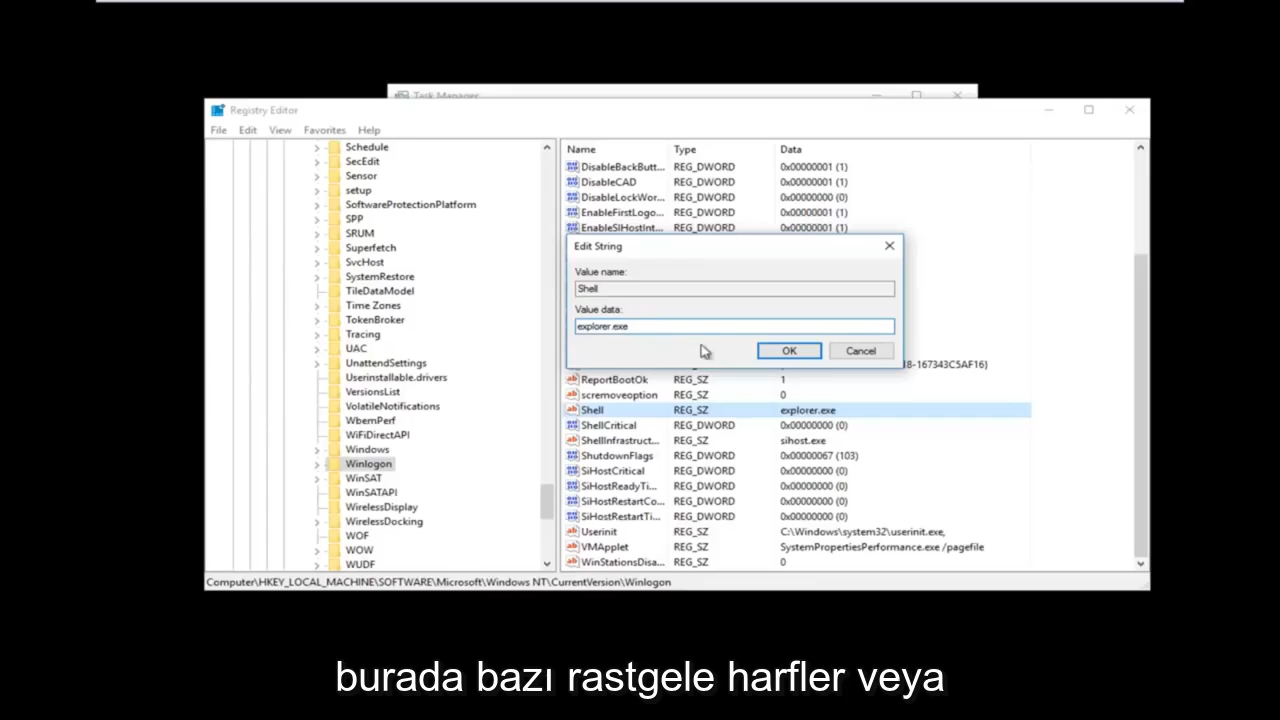 Task Manager
Registry Editor
File Edit View Favorites Help
Schedule
SecEdit
Sensor
setup
SoftwareProtectionPlatform
SPP
SRUM
Superfetch
SvcHost
SystemRestore
TileDataModel
Time Zones
TokenBroker
Tracing
UAC
UnattendSettings
Userinstallable.drivers
VersionsList
VolatileNotifications
WbemPerf
WiFiDirectAPI
Windows
Winlogon
WinSAT
WinSATAPI
WirelessDisplay
WirelessDocking
WOF
WOW
WUDF
Name Type Data
DisableBackButt... REG_DWORD 0x00000001 (1)
DisableCAD REG_DWORD 0x00000001 (1)
DisableLockWor... REG_DWORD 0x00000000 (0)
EnableFirstLogo... REG_DWORD 0x00000001 (1)
EnableSIHostInt... REG_DWORD 0x00000001 (1)
Edit String
Value name:
Shell
Value data:
explorer.exe
OK Cancel
18-167343C5AF16)
ReportBootOk REG_SZ 1
scremoveoption REG_SZ 0
Shell REG_SZ explorer.exe
ShellCritical REG_DWORD 0x00000000 (0)
ShellInfrastruct... REG_SZ sihost.exe
ShutdownFlags REG_DWORD 0x00000067 (103)
SiHostCritical REG_DWORD 0x00000000 (0)
SiHostReadyTi... REG_DWORD 0x00000000 (0)
SiHostRestartCo... REG_DWORD 0x00000000 (0)
SiHostRestartTi... REG_DWORD 0x00000000 (0)
Userinit REG_SZ C:\Windows\system32\userinit.exe,
VMApplet REG_SZ SystemPropertiesPerformance.exe /pagefile
WinStationsDisa... REG_SZ 0
Computer\HKEY_LOCAL_MACHINE\SOFTWARE\Microsoft\Windows NT\CurrentVersion\Winlogon
burada bazı rastgele harfler veya